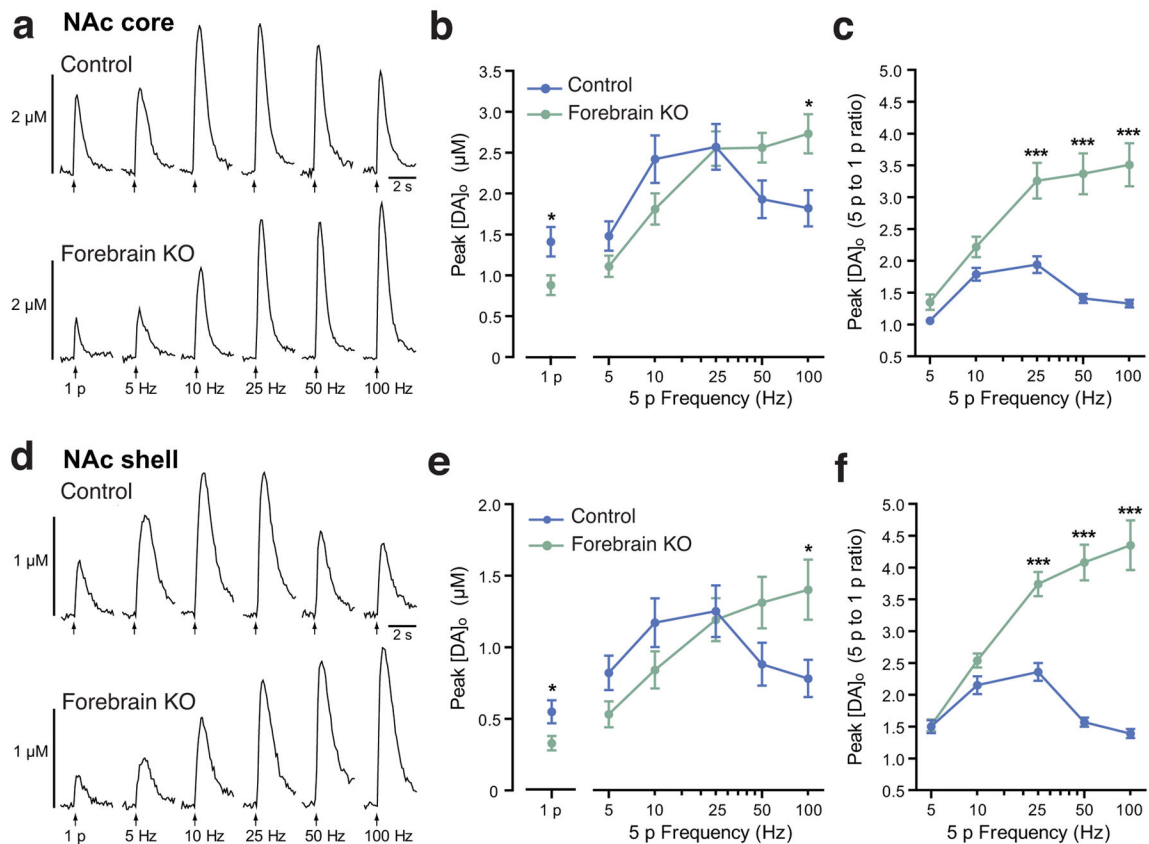 a NAc core
Control
2 µM
2 s
Forebrain KO
2 µM
1 p 5 Hz 10 Hz 25 Hz 50 Hz 100 Hz
b
Peak [DA]o (µM)
3.5
3.0
2.5
2.0
1.5
1.0
0.5
0
Control
Forebrain KO
*
*
1 p 5 10 25 50 100
5 p Frequency (Hz)
c
Peak [DA]o (5 p to 1 p ratio)
5.0
4.5
4.0
3.5
3.0
2.5
2.0
1.5
1.0
0.5
*** *** ***
5 10 25 50 100
5 p Frequency (Hz)
d NAc shell
Control
1 µM
2 s
Forebrain KO
1 µM
1 p 5 Hz 10 Hz 25 Hz 50 Hz 100 Hz
e
Peak [DA]o (µM)
2.0
1.5
1.0
0.5
0
Control
Forebrain KO
*
*
1 p 5 10 25 50 100
5 p Frequency (Hz)
f
Peak [DA]o (5 p to 1 p ratio)
5.0
4.5
4.0
3.5
3.0
2.5
2.0
1.5
1.0
0.5
*** *** ***
5 10 25 50 100
5 p Frequency (Hz)